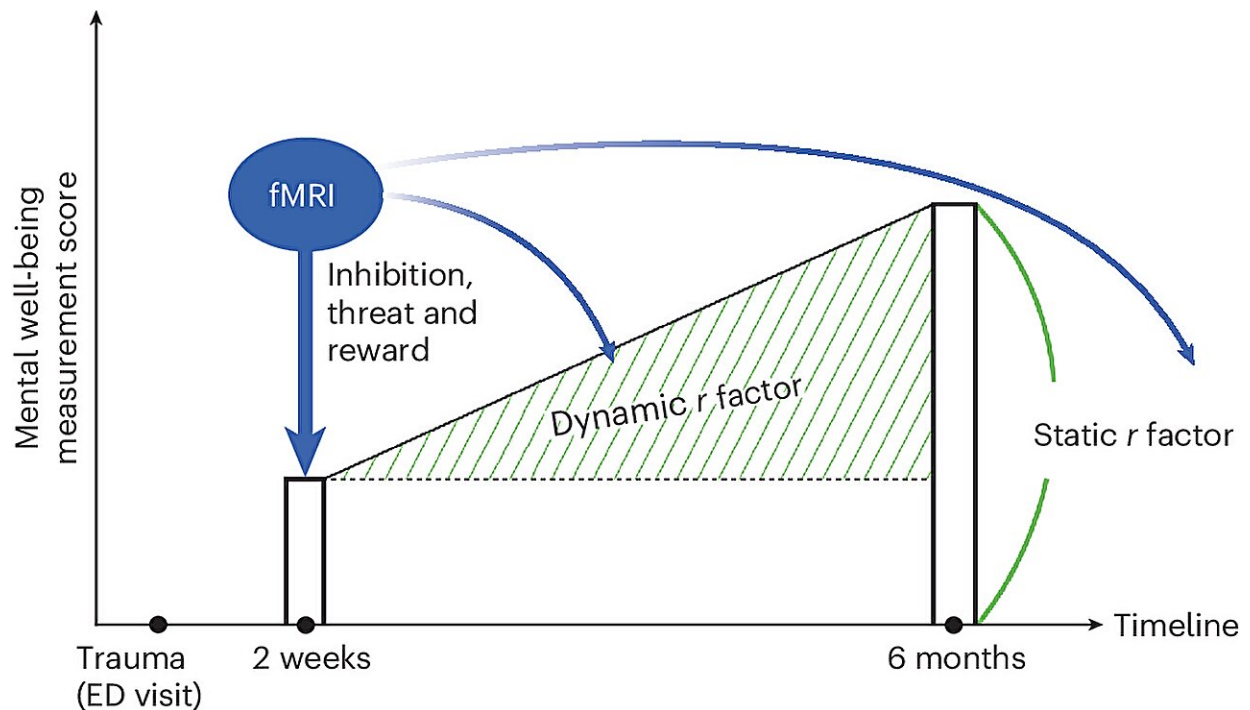 Mental well-being
measurement score
fMRI
Inhibition,
threat and
reward
Dynamic r factor
Static r factor
Timeline
Trauma
(ED visit)
2 weeks
6 months